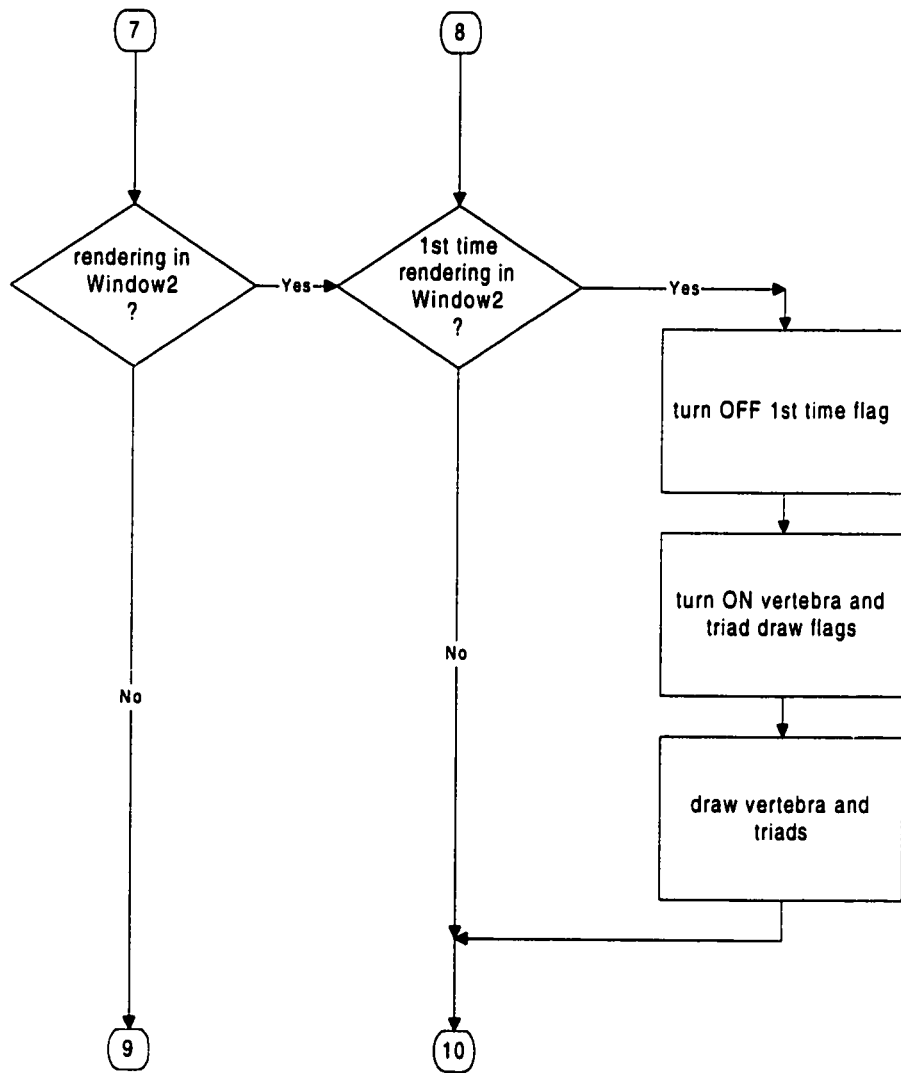 7
8
rendering in
Window2
?
Yes
1st time
rendering in
Window2
?
Yes
turn OFF 1st time flag
turn ON vertebra and
triad draw flags
No
No
draw vertebra and
triads
9
10